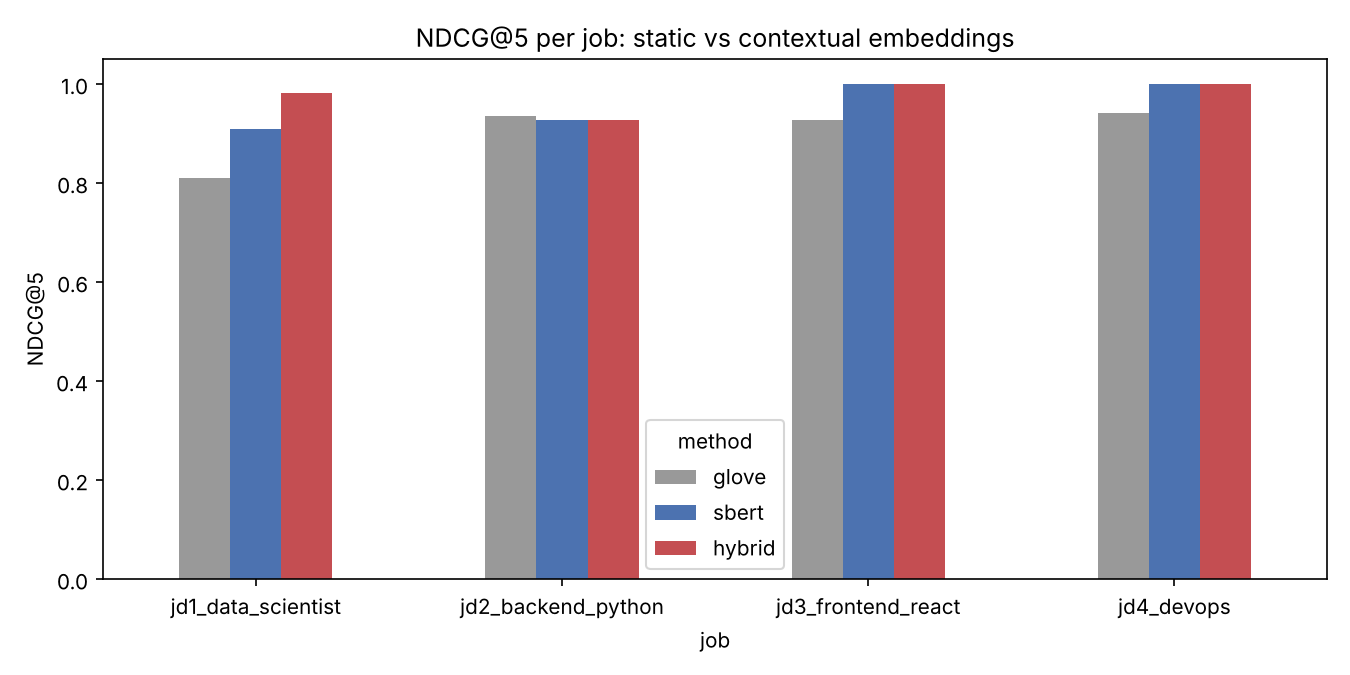 NDCG@5 per job: static vs contextual embeddings
NDCG@5
1.0
0.8
0.6
0.4
0.2
0.0
method
glove
sbert
hybrid
jd1_data_scientist
jd2_backend_python
jd3_frontend_react
jd4_devops
job